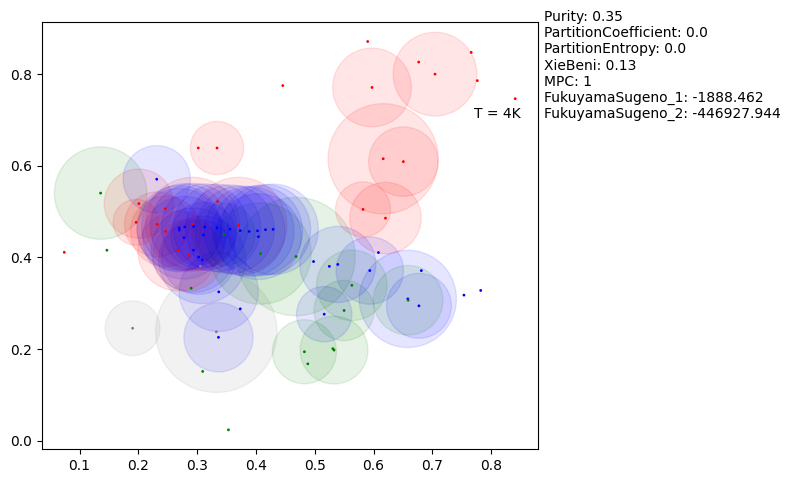 Purity: 0.35
PartitionCoefficient: 0.0
PartitionEntropy: 0.0
XieBeni: 0.13
MPC: 1
FukuyamaSugeno_1: -1888.462
FukuyamaSugeno_2: -446927.944
T = 4K
0.8
0.6
0.4
0.2
0.0
0.1 0.2 0.3 0.4 0.5 0.6 0.7 0.8